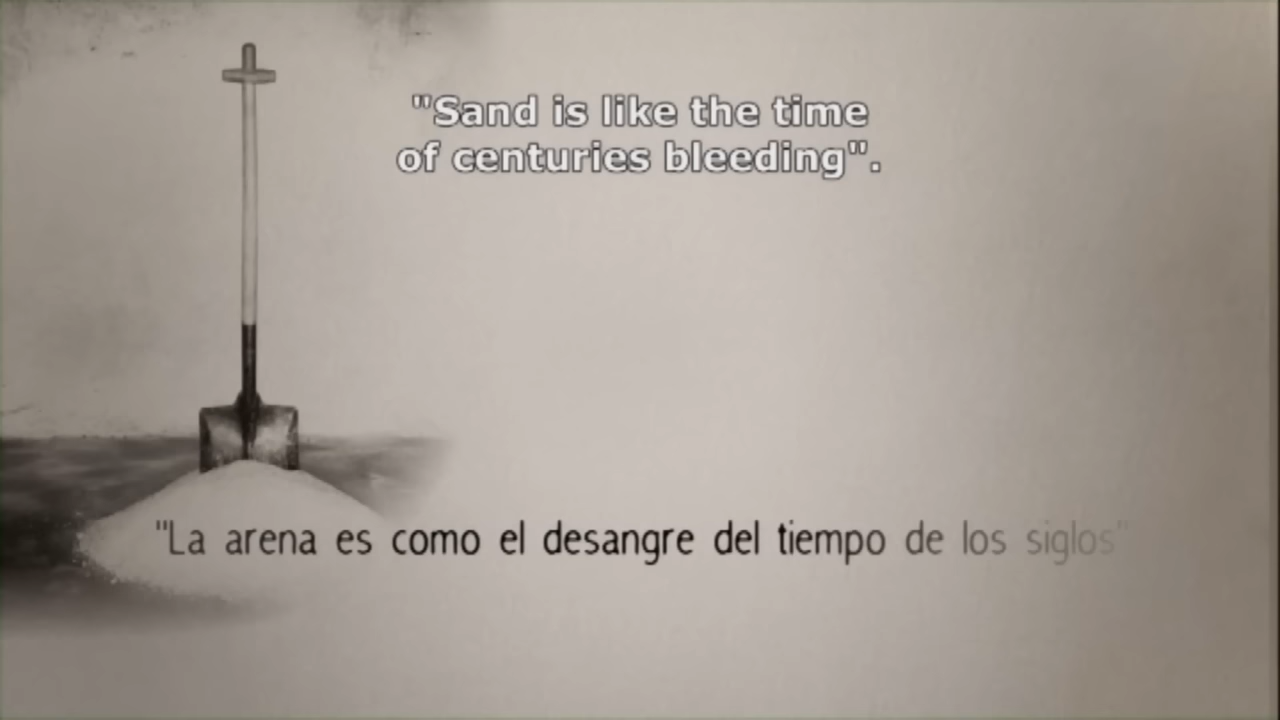 "Sand is like the time
of centuries bleeding".
"La arena es como el desangre del tiempo de los siglos"